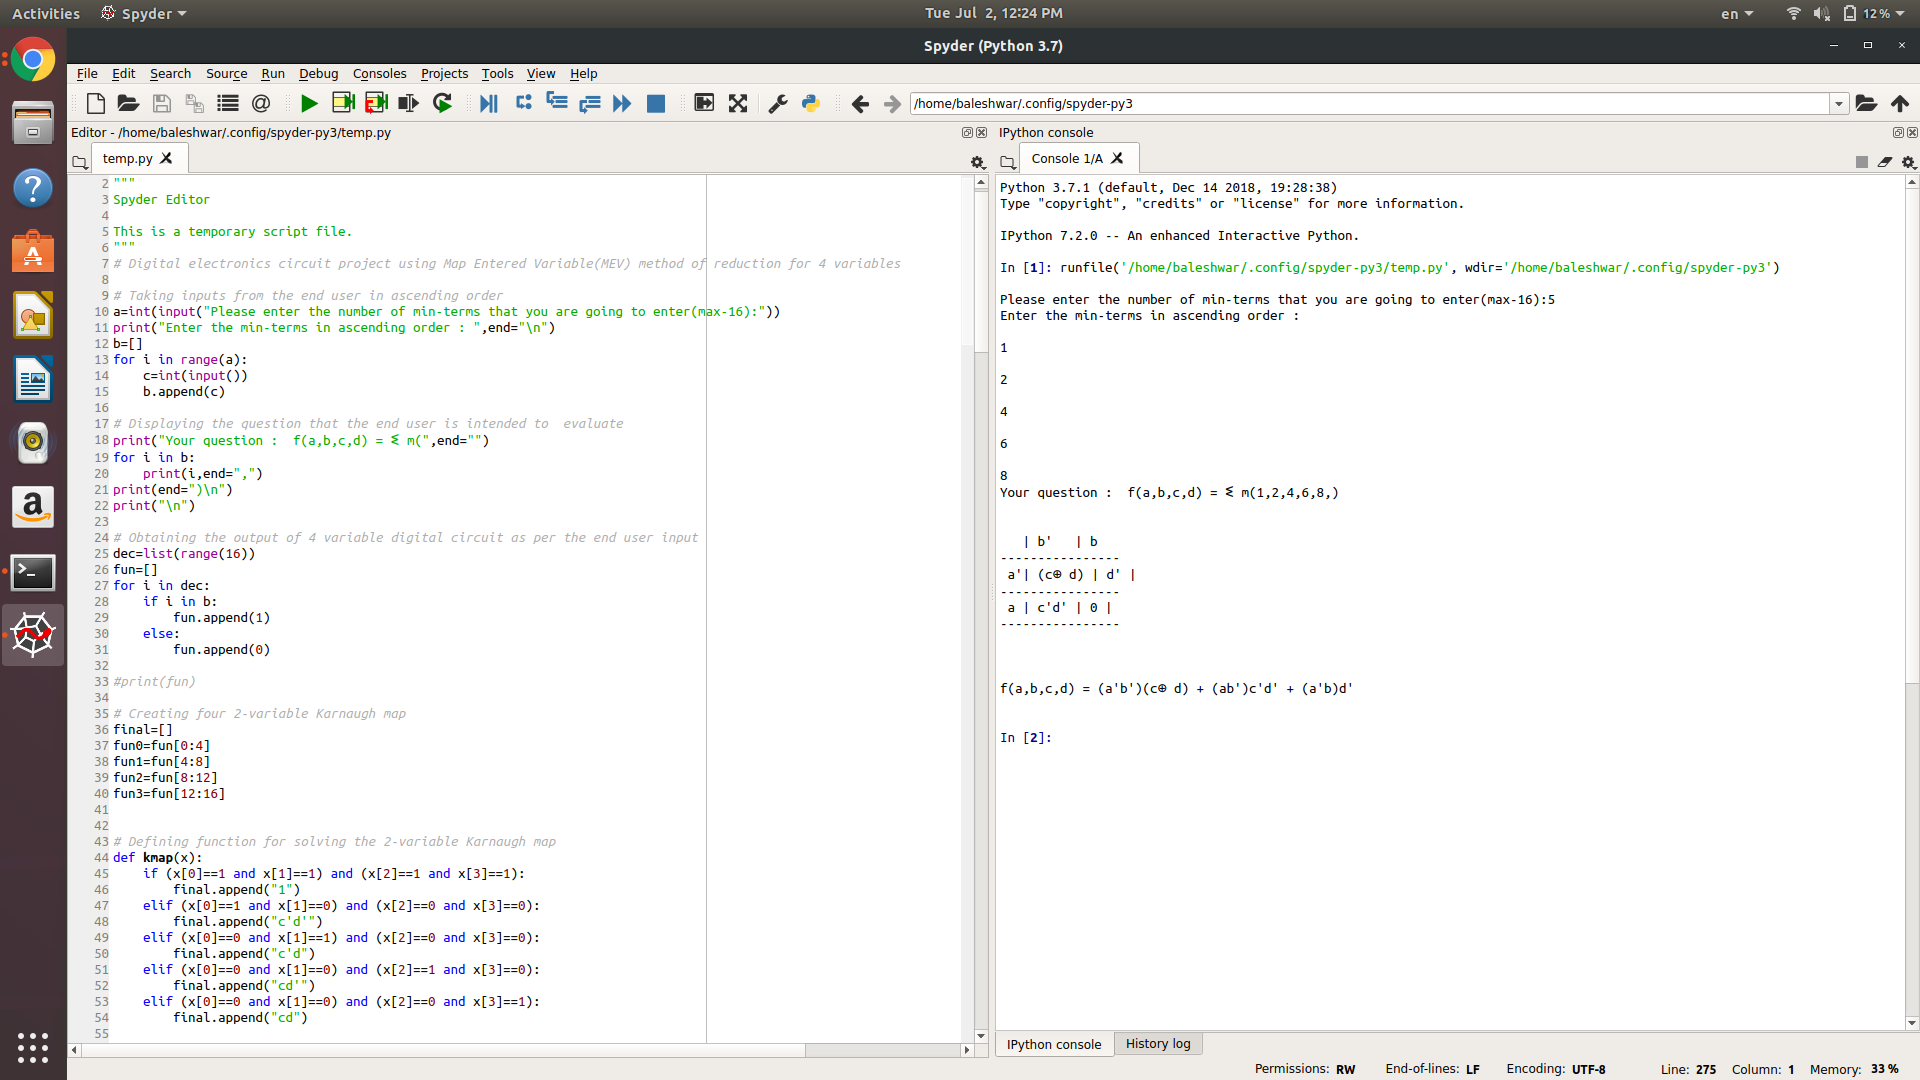 Activities
Spyder
Tue Jul 2, 12:24 PM
en
12 %
Spyder (Python 3.7)
File Edit Search Source Run Debug Consoles Projects Tools View Help
/home/baleshwar/.config/spyder-py3
Editor - /home/baleshwar/.config/spyder-py3/temp.py
temp.py
2 """
3 Spyder Editor
4
5 This is a temporary script file.
6 """
7 # Digital electronics circuit project using Map Entered Variable(MEV) method of reduction for 4 variables
8
9 # Taking inputs from the end user in ascending order
10 a=int(input("Please enter the number of min-terms that you are going to enter(max-16):"))
11 print("Enter the min-terms in ascending order : ",end="\n")
12 b=[]
13 for i in range(a):
14     c=int(input())
15     b.append(c)
16
17 # Displaying the question that the end user is intended to  evaluate
18 print("Your question :  f(a,b,c,d) = ⪪ m(",end="")
19 for i in b:
20     print(i,end=",")
21 print(end=")\n")
22 print("\n")
23
24 # Obtaining the output of 4 variable digital circuit as per the end user input
25 dec=list(range(16))
26 fun=[]
27 for i in dec:
28     if i in b:
29         fun.append(1)
30     else:
31         fun.append(0)
32
33 #print(fun)
34
35 # Creating four 2-variable Karnaugh map
36 final=[]
37 fun0=fun[0:4]
38 fun1=fun[4:8]
39 fun2=fun[8:12]
40 fun3=fun[12:16]
41
42
43 # Defining function for solving the 2-variable Karnaugh map
44 def kmap(x):
45     if (x[0]==1 and x[1]==1) and (x[2]==1 and x[3]==1):
46         final.append("1")
47     elif (x[0]==1 and x[1]==0) and (x[2]==0 and x[3]==0):
48         final.append("c'd'")
49     elif (x[0]==0 and x[1]==1) and (x[2]==0 and x[3]==0):
50         final.append("c'd")
51     elif (x[0]==0 and x[1]==0) and (x[2]==1 and x[3]==0):
52         final.append("cd'")
53     elif (x[0]==0 and x[1]==0) and (x[2]==0 and x[3]==1):
54         final.append("cd")
55
IPython console
Console 1/A
Python 3.7.1 (default, Dec 14 2018, 19:28:38)
Type "copyright", "credits" or "license" for more information.
IPython 7.2.0 -- An enhanced Interactive Python.
In [1]: runfile('/home/baleshwar/.config/spyder-py3/temp.py', wdir='/home/baleshwar/.config/spyder-py3')
Please enter the number of min-terms that you are going to enter(max-16):5
Enter the min-terms in ascending order :
1
2
4
6
8
Your question :  f(a,b,c,d) = ⪪ m(1,2,4,6,8,)
   | b'   | b
----------------
 a'| (c⊕ d) | d' |
----------------
 a | c'd' | 0 |
----------------
f(a,b,c,d) = (a'b')(c⊕ d) + (ab')c'd' + (a'b)d'
In [2]:
IPython console
History log
Permissions: RW End-of-lines: LF Encoding: UTF-8 Line: 275 Column: 1 Memory: 33 %